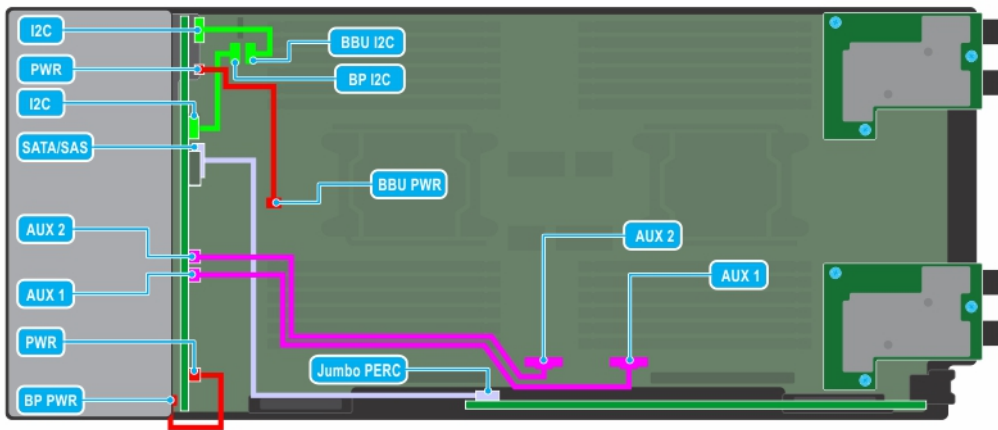 I2C
PWR
I2C
SATA/SAS
AUX 2
AUX 1
PWR
BP PWR
BBU I2C
BP I2C
BBU PWR
AUX 2
AUX 1
Jumbo PERC